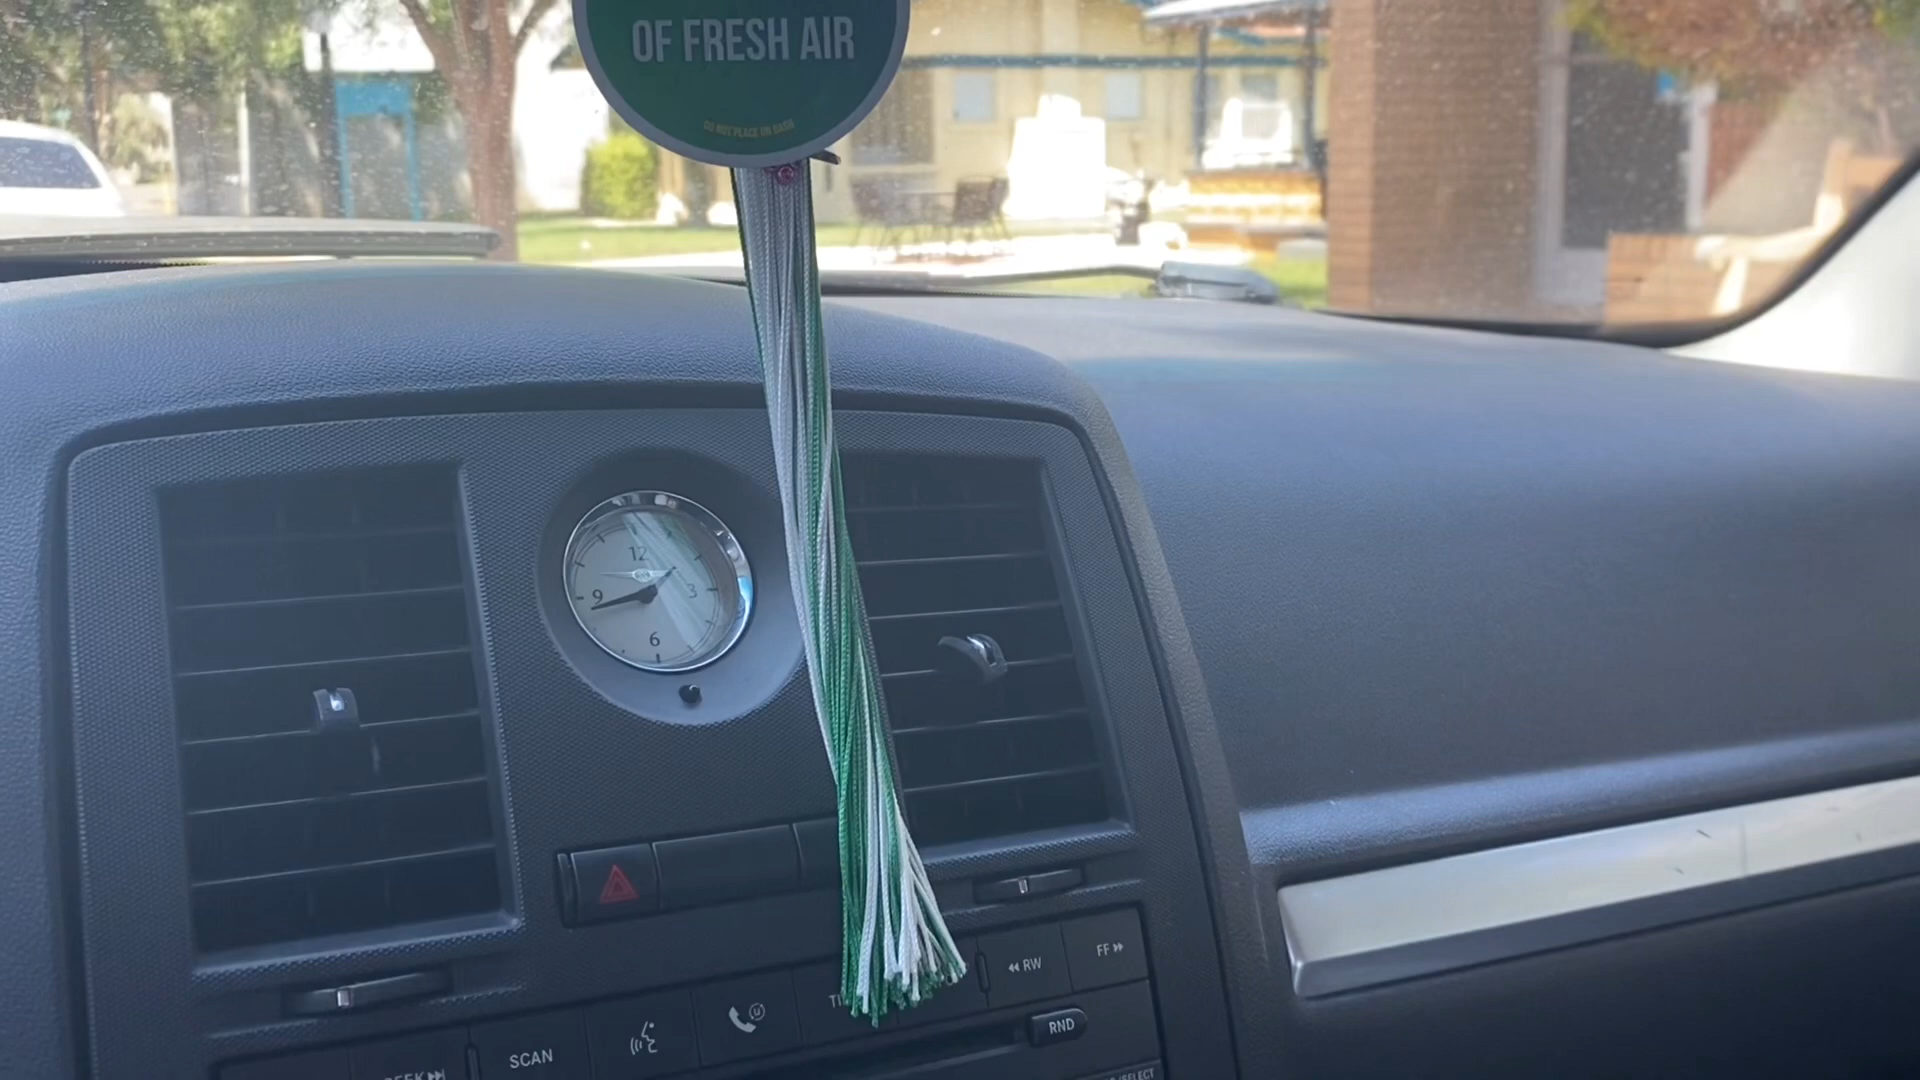 OF FRESH AIR
DO NOT PLACE ON DASH
12
9
3
6
RW
FF
RND
SCAN